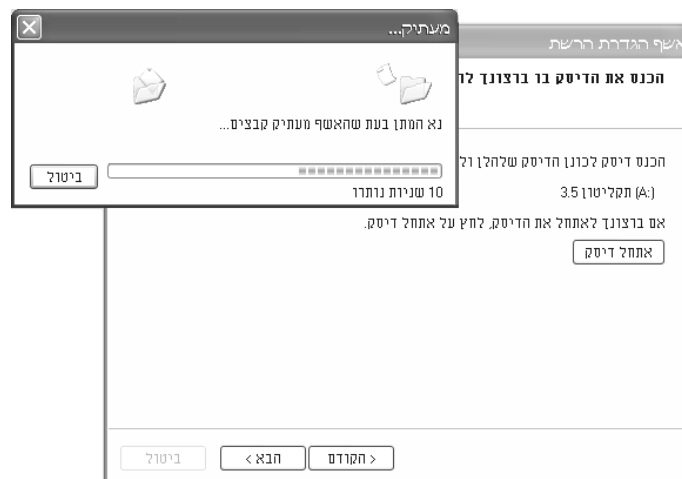 מעתיק...
נא המתן בעת שהאשף מעתיק קבצים...
10 שניות נותרו
ביטול
אשף הגדרת הרשת
הכנס את הדיסק בו ברצונך
הכנס דיסק לכונן הדיסק שלהלן
(A:) תקליטון 3.5
אם ברצונך לאתחל את הדיסק, לחץ על אתחל דיסק.
אתחל דיסק
< הקודם
הבא >
ביטול